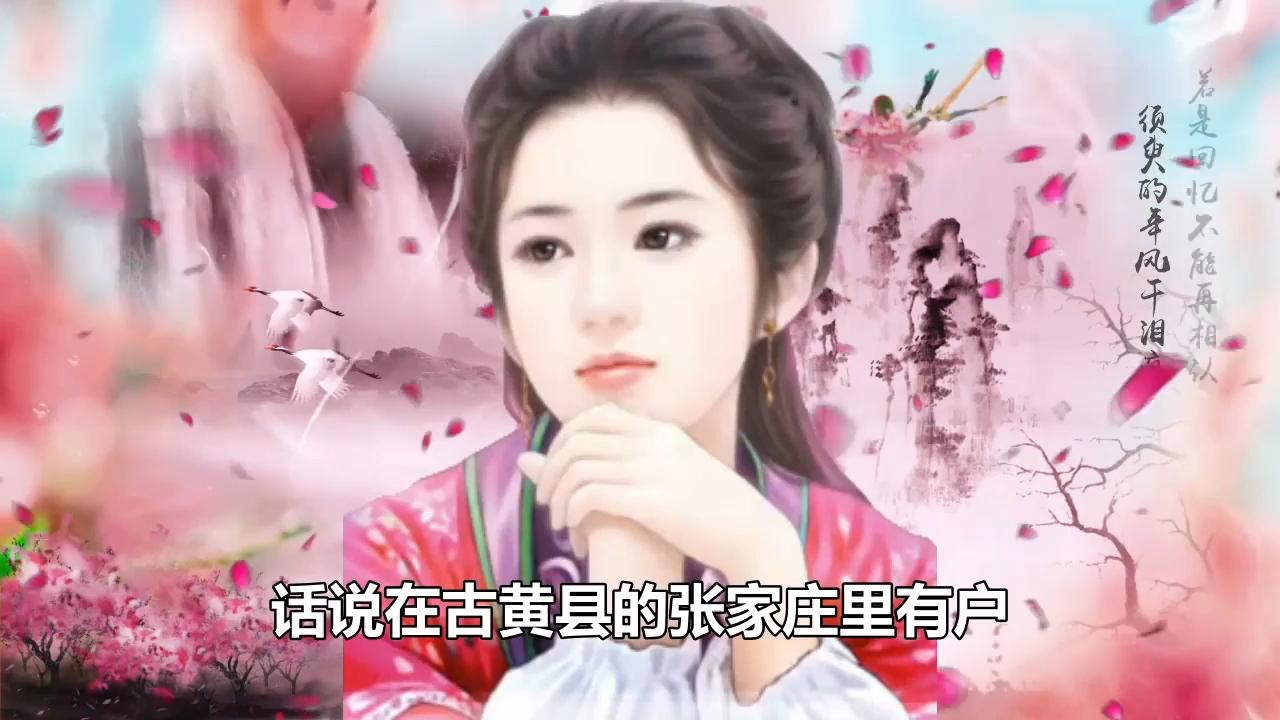 若是回忆不能再相纵
须臾的年风干泪
话说在古黄县的张家庄里有户